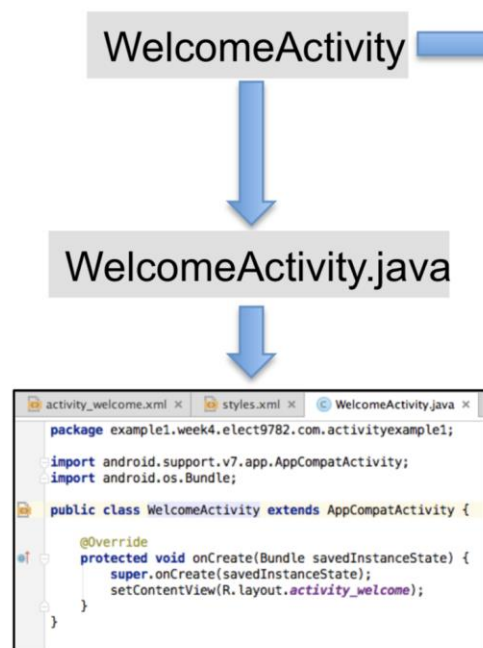 WelcomeActivity
WelcomeActivity.java
activity_welcome.xml × styles.xml × C WelcomeActivity.java ×
package example1.week4.elect9782.com.activityexample1;
import android.support.v7.app.AppCompatActivity;
import android.os.Bundle;
public class WelcomeActivity extends AppCompatActivity {
@Override
protected void onCreate(Bundle savedInstanceState) {
super.onCreate(savedInstanceState);
setContentView(R.layout.activity_welcome);
}
}